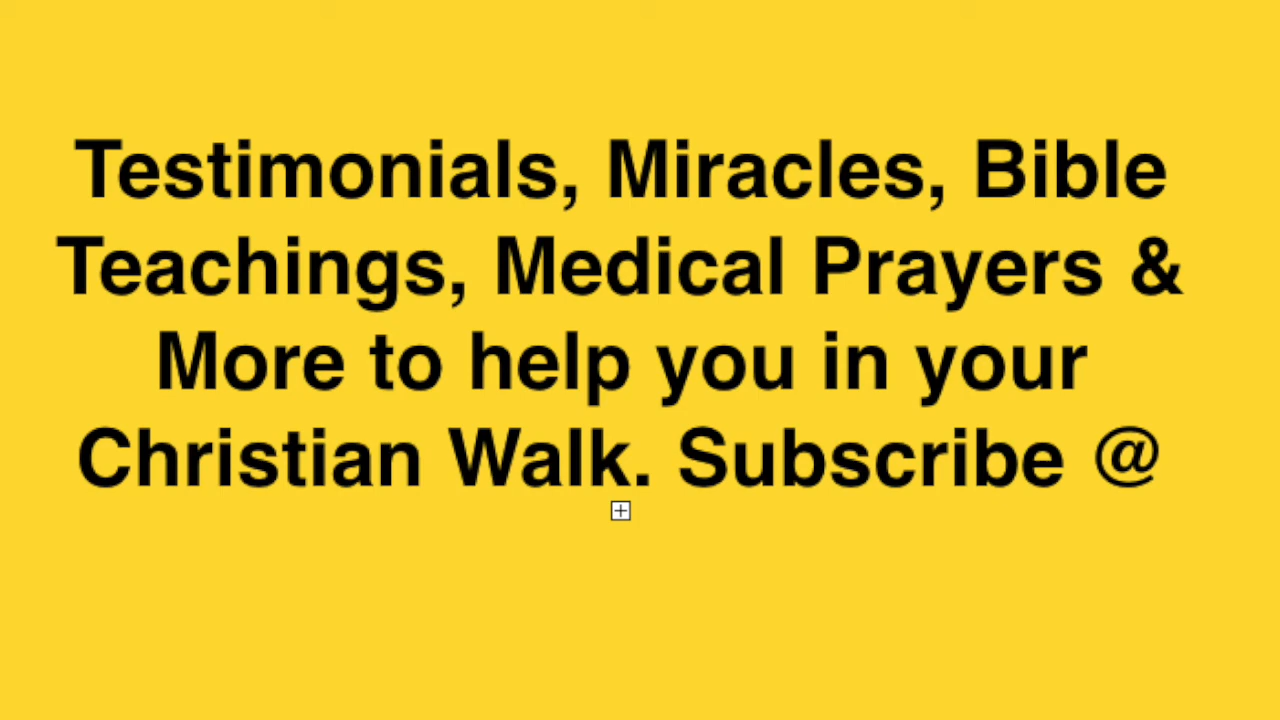 Testimonials, Miracles, Bible
Teachings, Medical Prayers &
More to help you in your
Christian Walk. Subscribe @